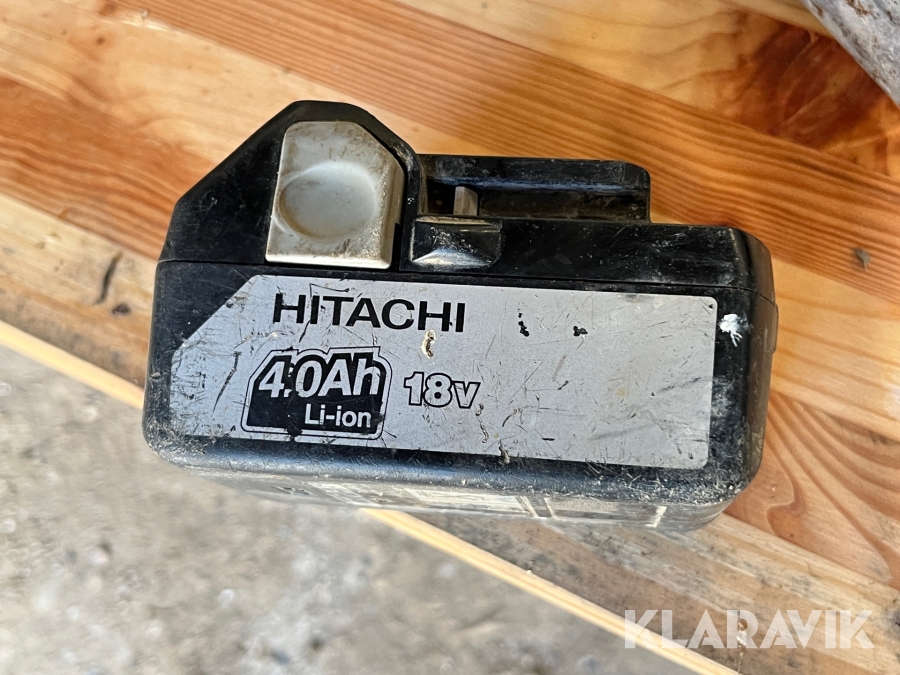 HITACHI
4.0Ah
Li-ion
18V
KLARAVIK